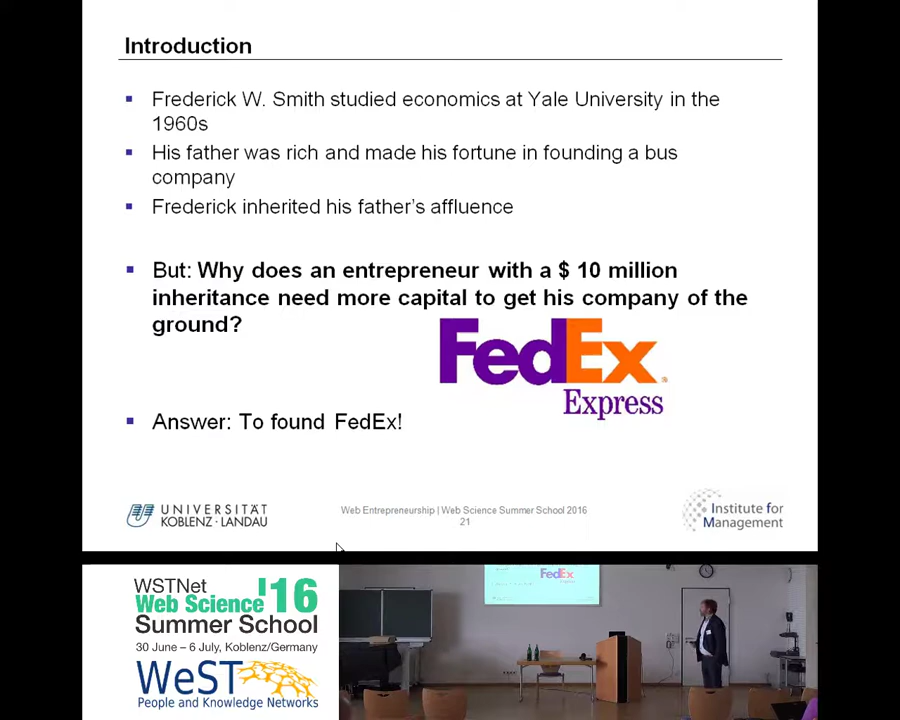 Introduction
Frederick W. Smith studied economics at Yale University in the
1960s
His father was rich and made his fortune in founding a bus
company
Frederick inherited his father's affluence
But: Why does an entrepreneur with a $ 10 million
inheritance need more capital to get his company of the
ground?
FedEx
Express
Answer: To found FedEx!
UNIVERSITÄT
KOBLENZ · LANDAU
Web Entrepreneurship | Web Science Summer School 2016
21
Institute for
Management
WSTNet
Web Science '16
Summer School
30 June – 6 July, Koblenz/Germany
WeST
People and Knowledge Networks
FedEx